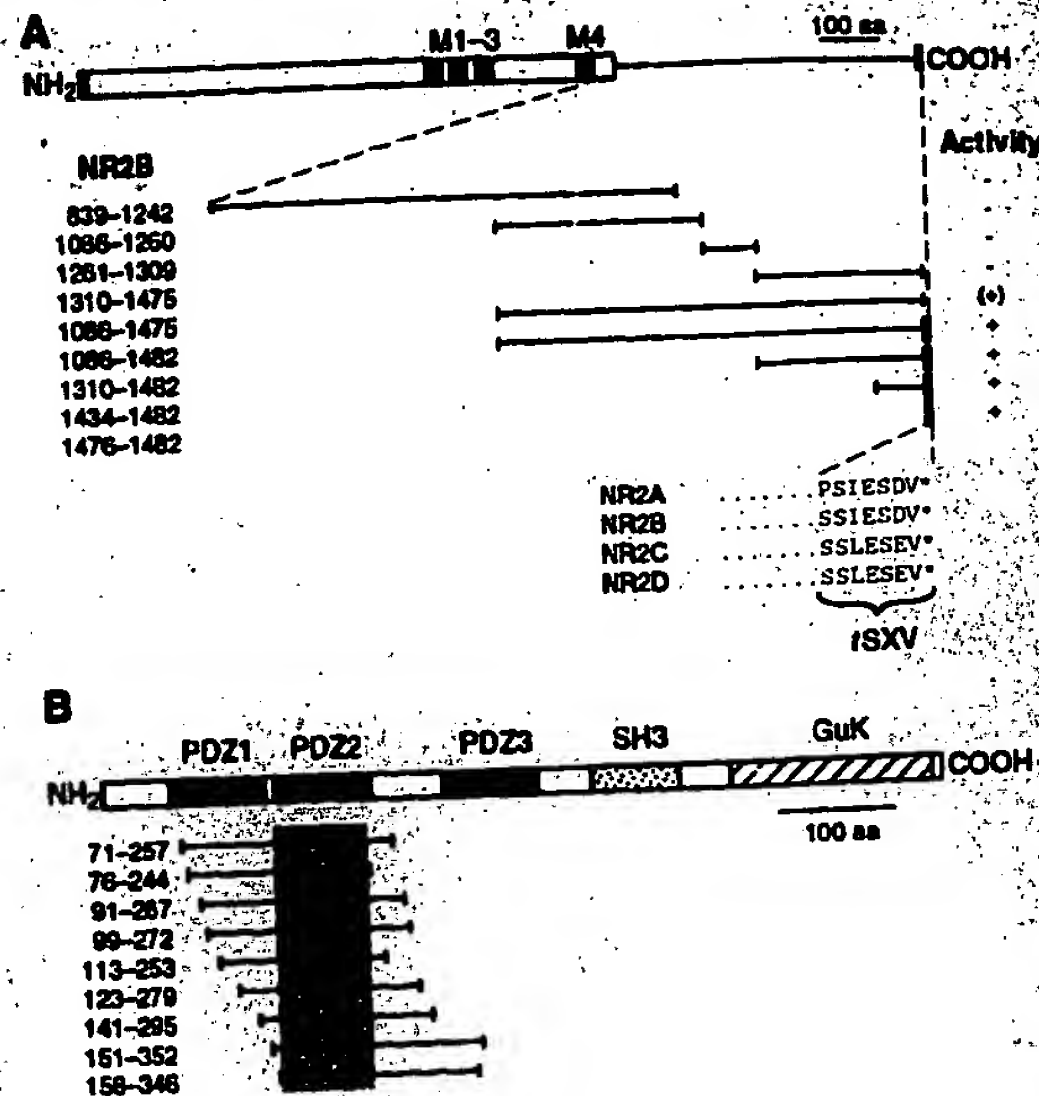 A
M1-3
M4
100 aa
NH2
COOH
Activity
NR2B
839-1242
1086-1260
1261-1309
1310-1475
1086-1475
1086-1482
1310-1482
1434-1482
1476-1482
-
-
-
-
(+)
+
+
+
+
NR2A ........PSIESDV*
NR2B ........SSIESDV*
NR2C ........SSLESEV*
NR2D ........SSLESEV*
tSXV
B
PDZ1
PDZ2
PDZ3
SH3
GuK
NH2
COOH
100 aa
71-257
76-244
91-267
99-272
113-253
123-279
141-295
151-352
158-346